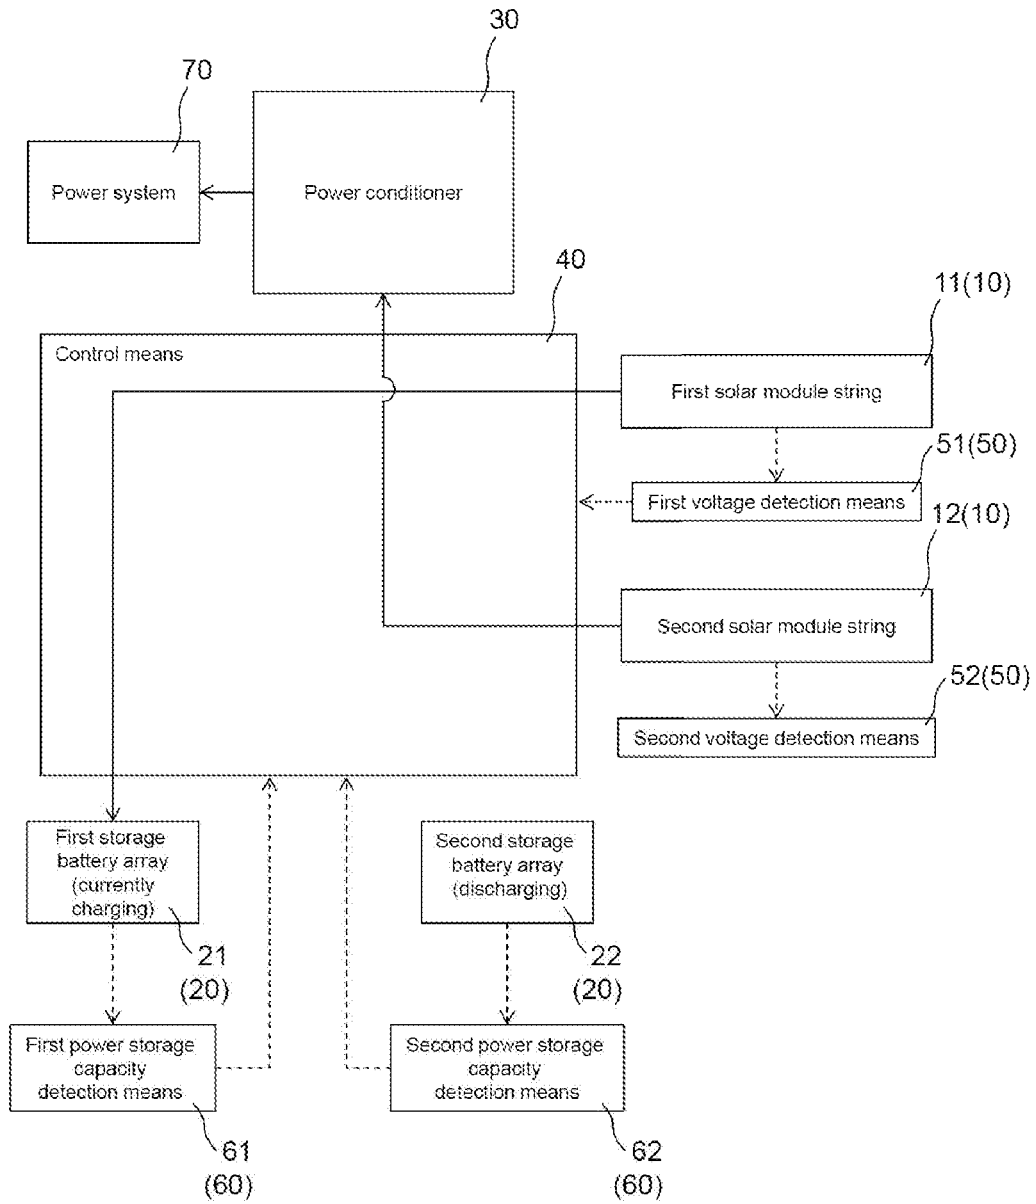 30
70
Power system
Power conditioner
40
11(10)
Control means
First solar module string
51(50)
First voltage detection means
12(10)
Second solar module string
52(50)
Second voltage detection means
First storage
battery array
(currently
charging)
Second storage
battery array
(discharging)
21
(20)
22
(20)
First power storage
capacity
detection means
Second power storage
capacity
detection means
61
(60)
62
(60)